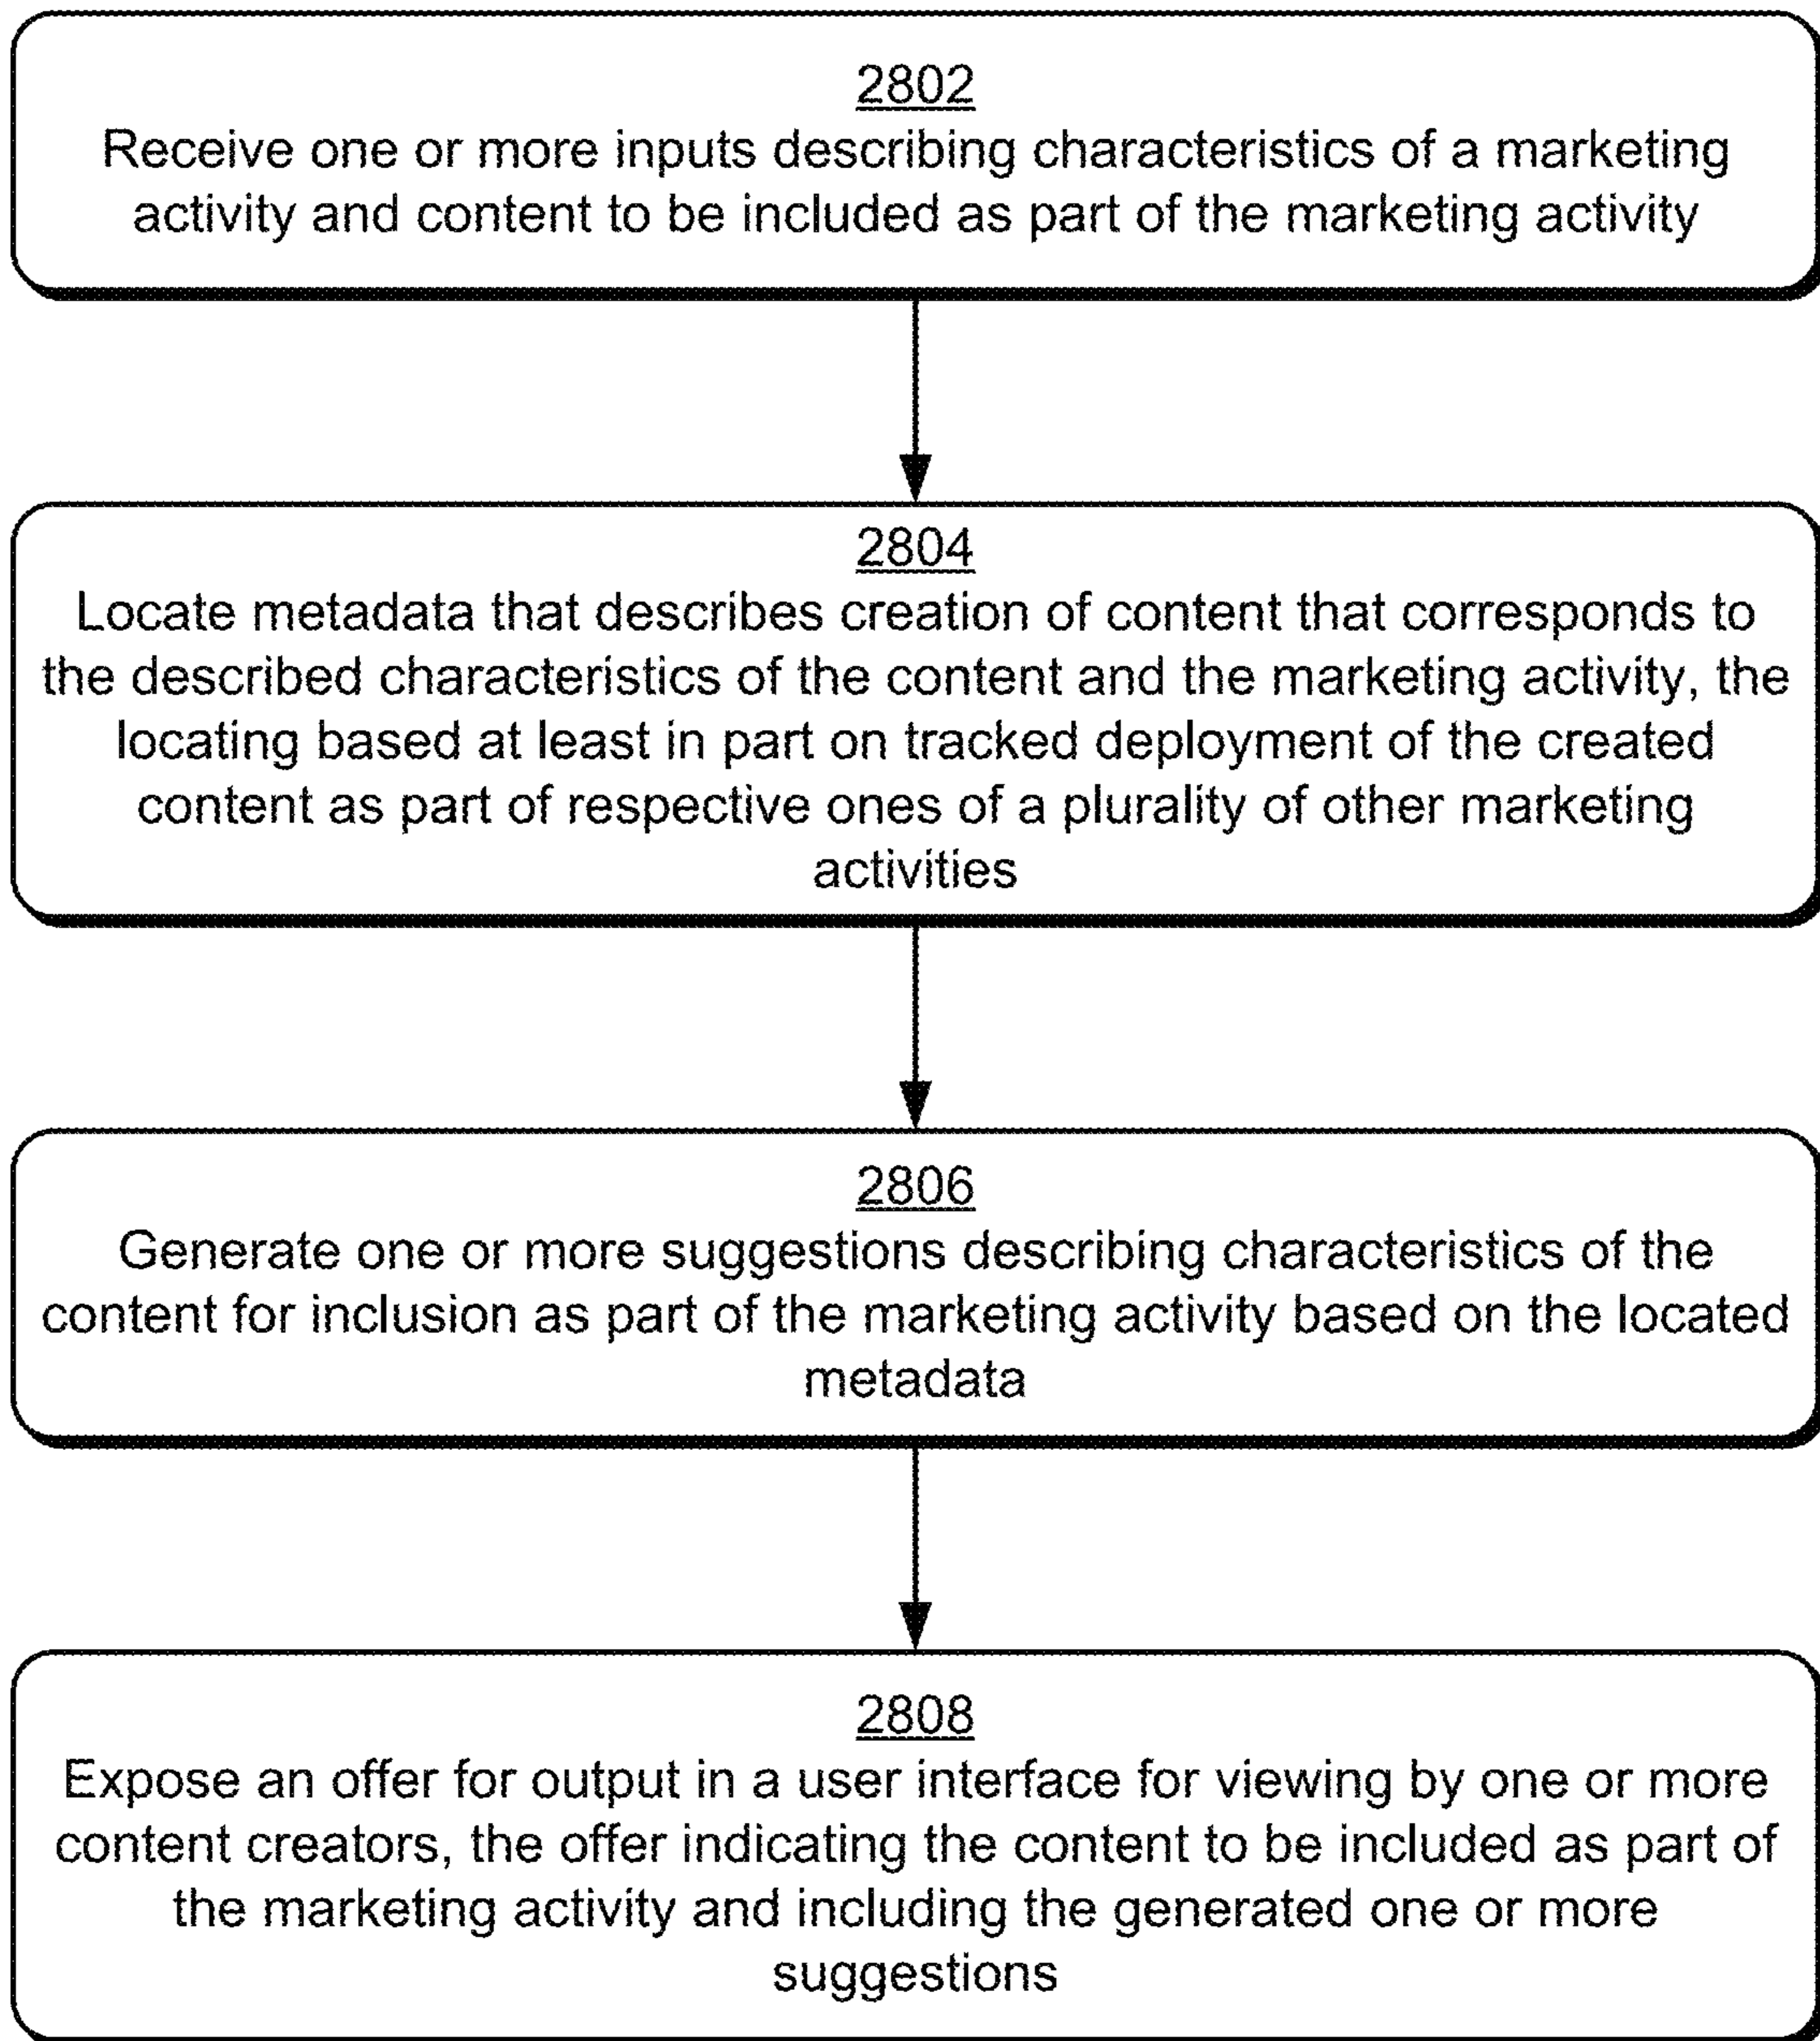 2802
Receive one or more inputs describing characteristics of a marketing
activity and content to be included as part of the marketing activity
2804
Locate metadata that describes creation of content that corresponds to
the described characteristics of the content and the marketing activity, the
locating based at least in part on tracked deployment of the created
content as part of respective ones of a plurality of other marketing
activities
2806
Generate one or more suggestions describing characteristics of the
content for inclusion as part of the marketing activity based on the located
metadata
2808
Expose an offer for output in a user interface for viewing by one or more
content creators, the offer indicating the content to be included as part of
the marketing activity and including the generated one or more
suggestions